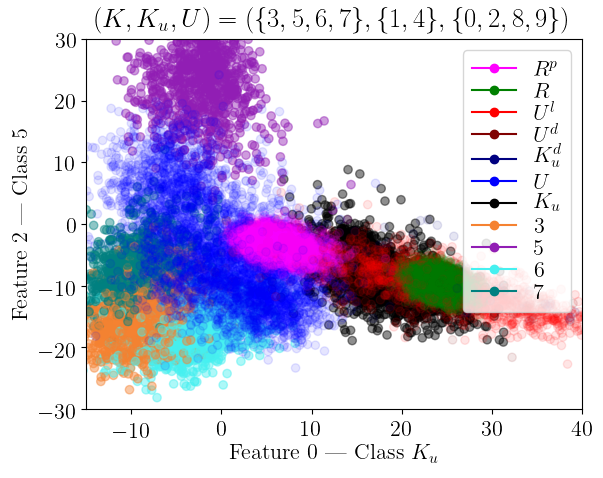 (K, K_u, U) = ({3, 5, 6, 7}, {1, 4}, {0, 2, 8, 9})
30
20
10
0
−10
−20
−30
Feature 2 — Class 5
R^p
R
U^l
U^d
K_u^d
U
K_u
3
5
6
7
−10 0 10 20 30 40
Feature 0 — Class K_u